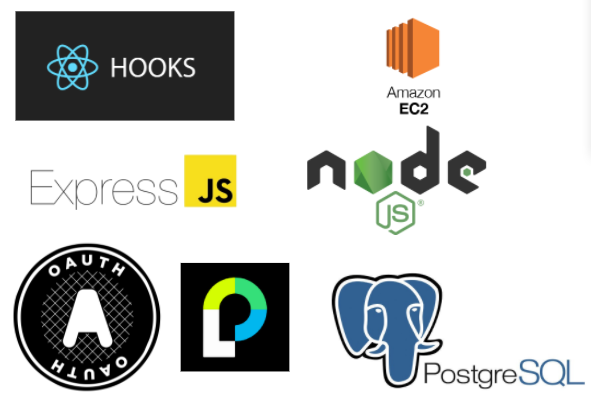 HOOKS
Amazon
EC2
Express JS
node
JS®
OAUTH
A
OAUTH
PostgreSQL